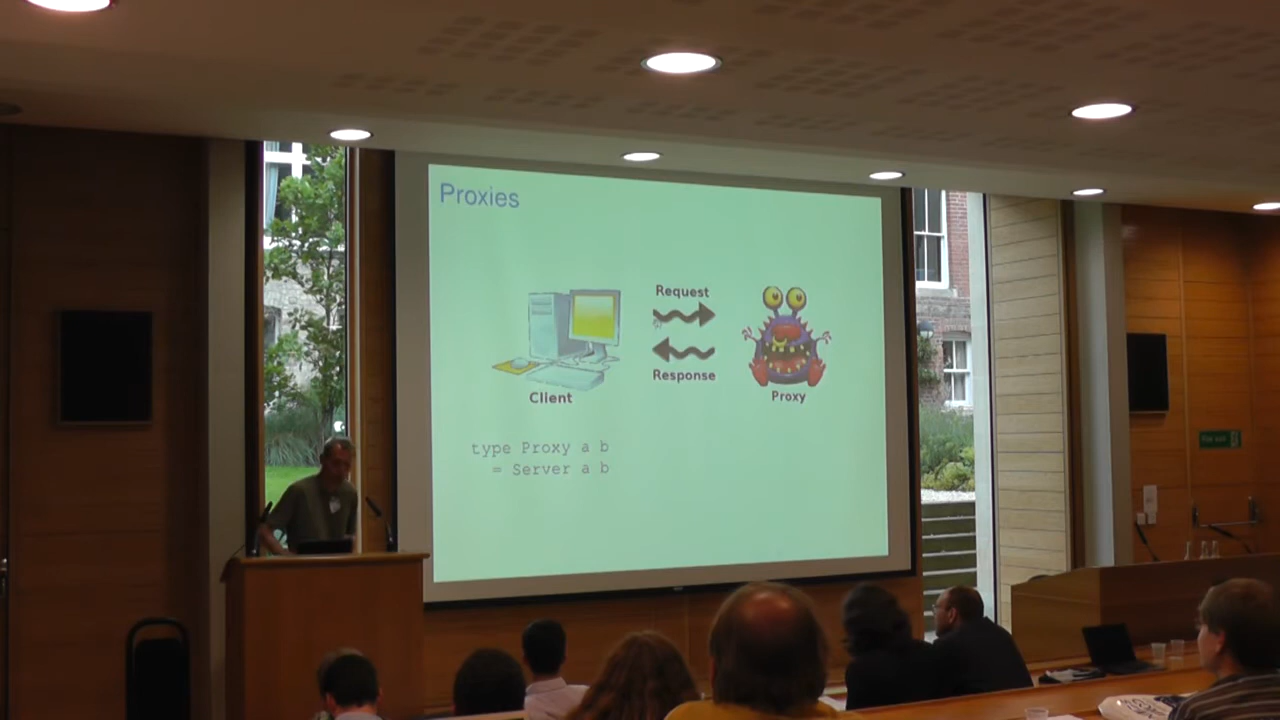 Proxies
Request
Response
Client
Proxy
type Proxy a b
= Server a b